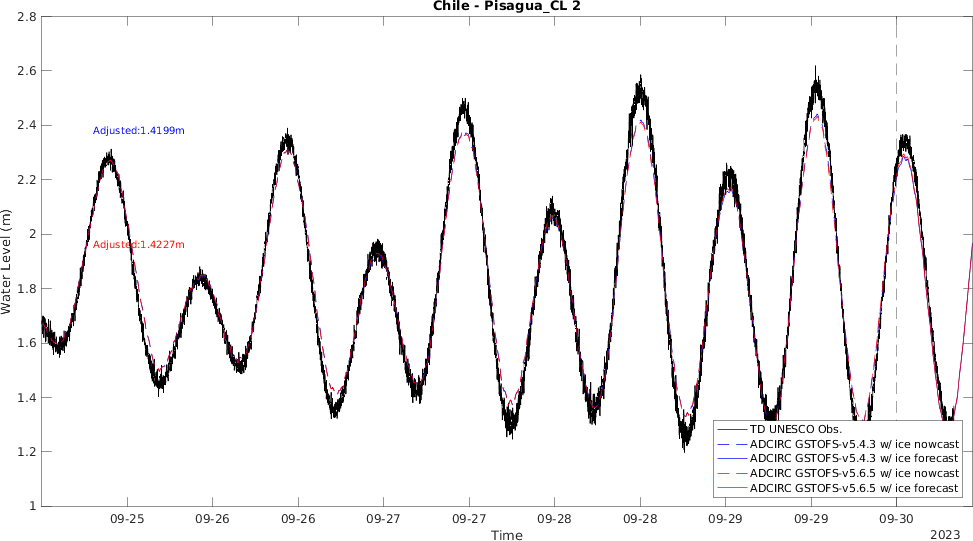 Chile - Pisagua_CL 2
2.8
2.6
2.4
2.2
2
1.8
1.6
1.4
1.2
1
Water Level (m)
Adjusted:1.4199m
Adjusted:1.4227m
TD UNESCO Obs.
ADCIRC GSTOFS-v5.4.3 w/ ice nowcast
ADCIRC GSTOFS-v5.4.3 w/ ice forecast
ADCIRC GSTOFS-v5.6.5 w/ ice nowcast
ADCIRC GSTOFS-v5.6.5 w/ ice forecast
09-25 09-26 09-26 09-27 09-27 09-28 09-28 09-29 09-29 09-30
Time
2023